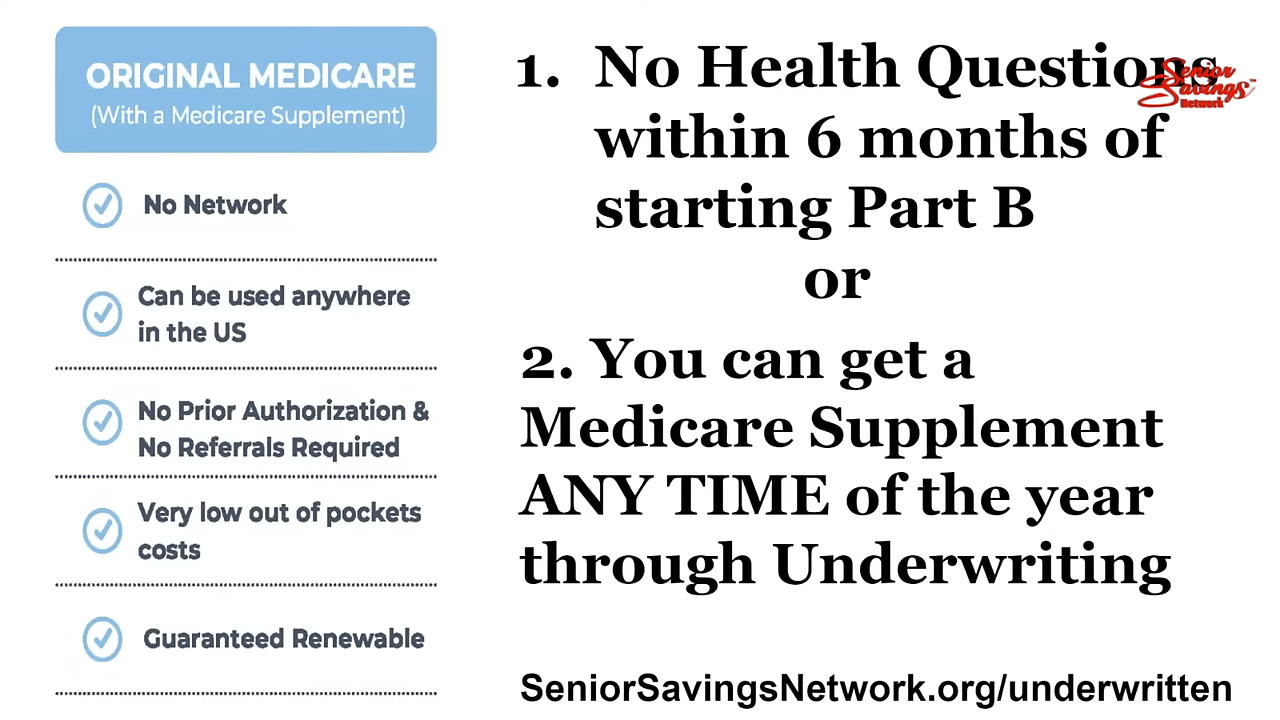 ORIGINAL MEDICARE
(With a Medicare Supplement)
No Network
Can be used anywhere
in the US
No Prior Authorization &
No Referrals Required
Very low out of pockets
costs
Guaranteed Renewable
1. No Health Questions
within 6 months of
starting Part B
or
2. You can get a
Medicare Supplement
ANY TIME of the year
through Underwriting
SeniorSavingsNetwork.org/underwritten
Senior
Savings
Network